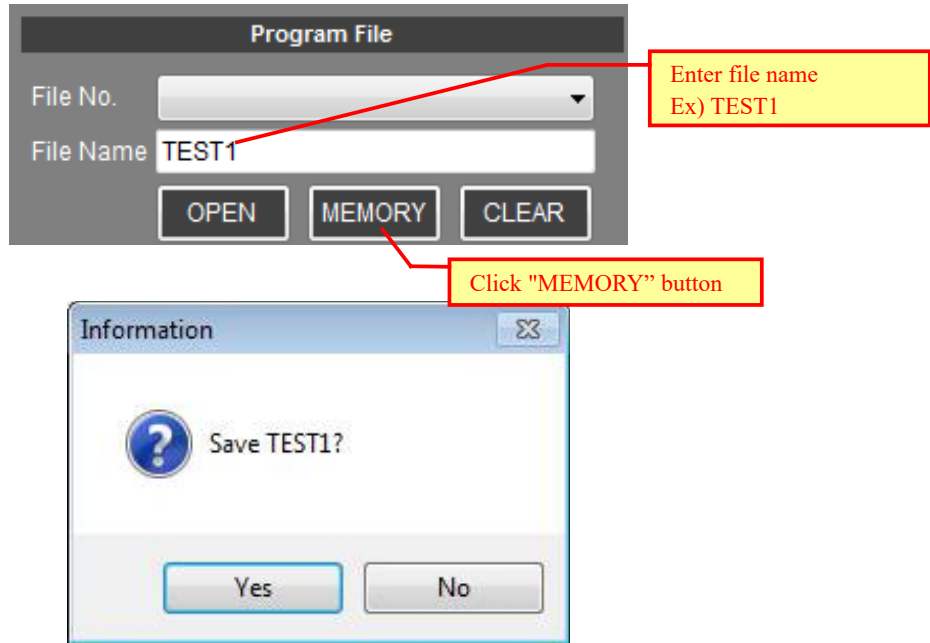 Program File
Enter file name
Ex) TEST1
File No.
File Name TEST1
OPEN MEMORY CLEAR
Click "MEMORY” button
Information
Save TEST1?
Yes No